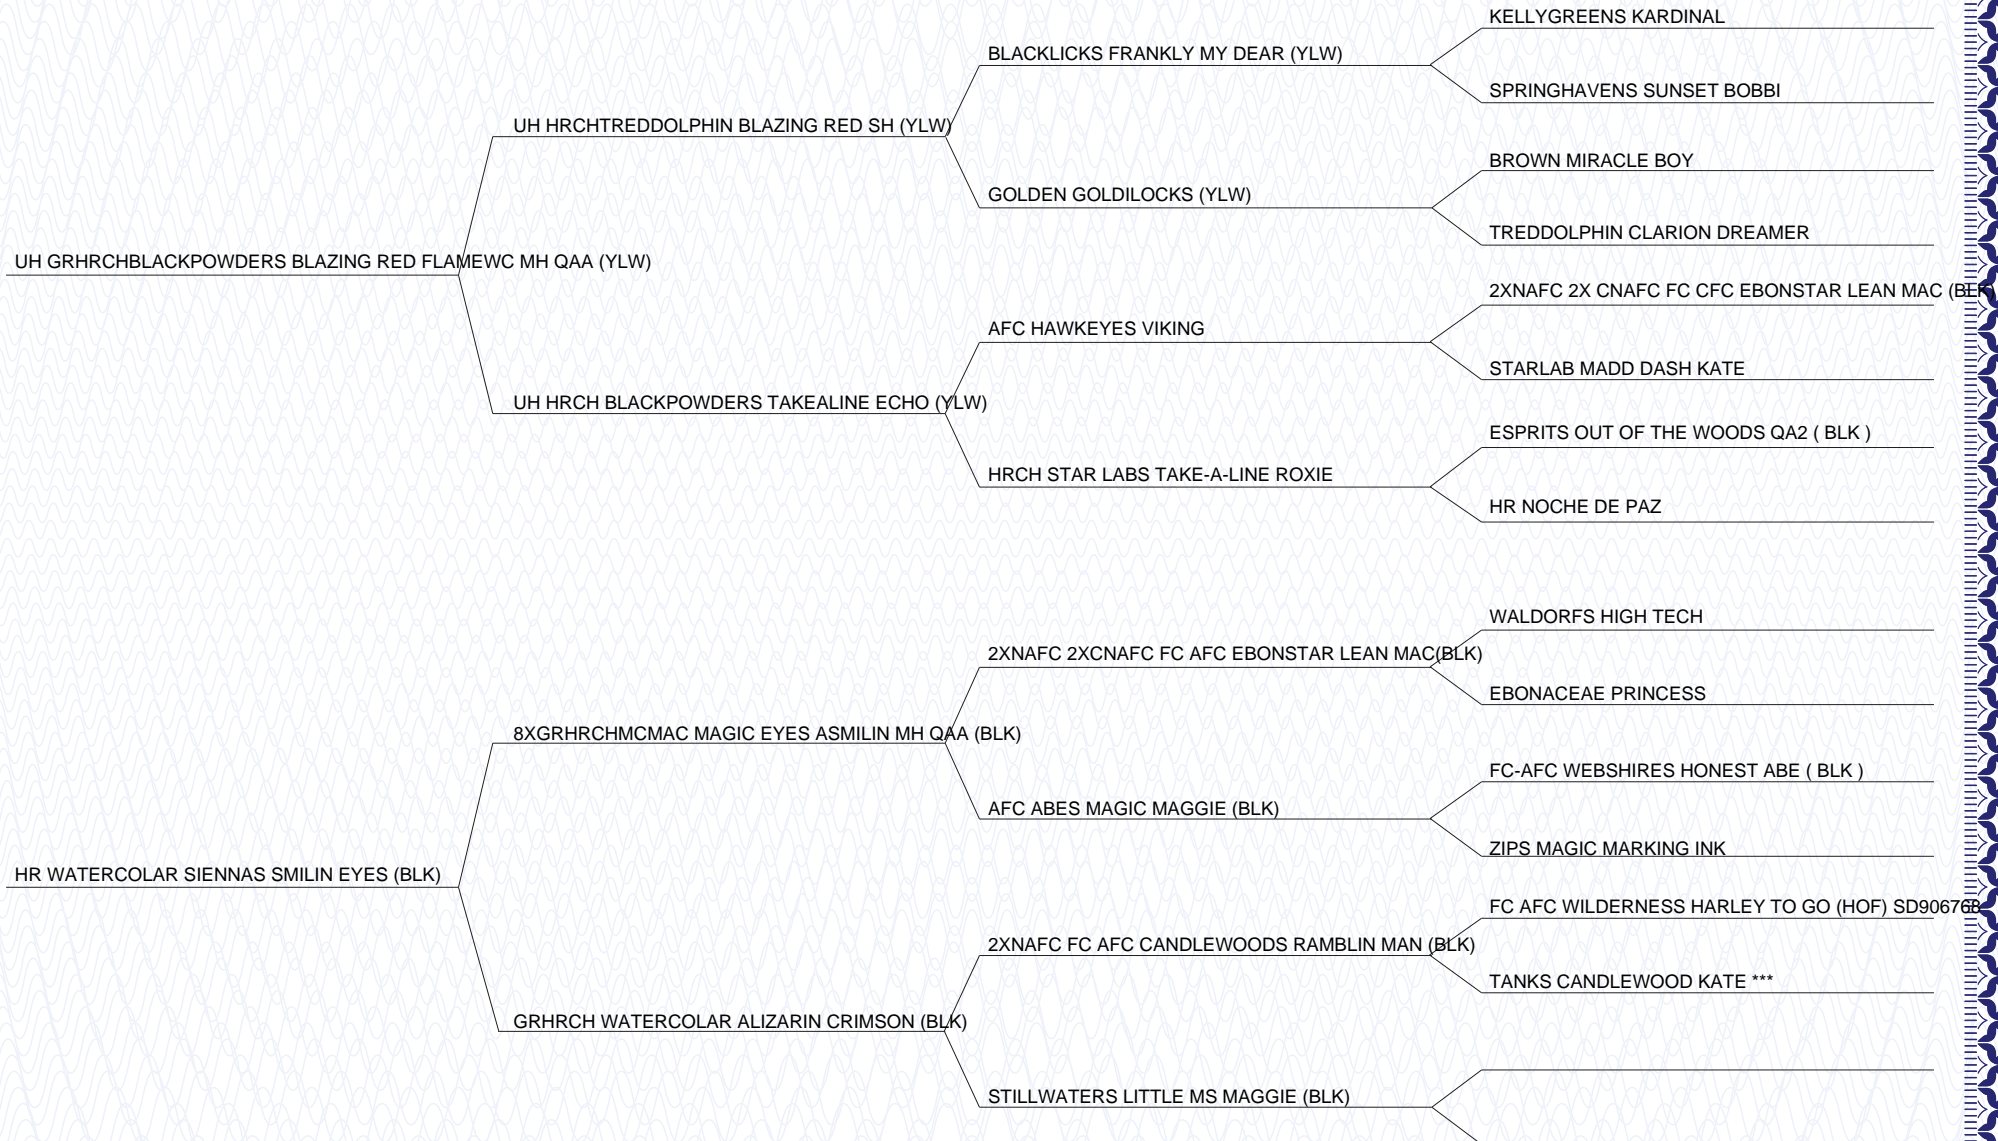 KELLYGREENS KARDINAL
BLACKLICKS FRANKLY MY DEAR (YLW)
SPRINGHAVENS SUNSET BOBBI
UH HRCHTREDDOLPHIN BLAZING RED SH (YLW)
BROWN MIRACLE BOY
GOLDEN GOLDILOCKS (YLW)
TREDDOLPHIN CLARION DREAMER
UH GRHRCHBLACKPOWDERS BLAZING RED FLAMEWC MH QAA (YLW)
2XNAFC 2X CNAFC FC CFC EBONSTAR LEAN MAC (BLK)
AFC HAWKEYES VIKING
STARLAB MADD DASH KATE
UH HRCH BLACKPOWDERS TAKEALINE ECHO (YLW)
ESPRITS OUT OF THE WOODS QA2 ( BLK )
HRCH STAR LABS TAKE-A-LINE ROXIE
HR NOCHE DE PAZ
WALDORFS HIGH TECH
2XNAFC 2XCNAFC FC AFC EBONSTAR LEAN MAC(BLK)
EBONACEAE PRINCESS
8XGRHRCHMCMAC MAGIC EYES ASMILIN MH QAA (BLK)
FC-AFC WEBSHIRES HONEST ABE ( BLK )
AFC ABES MAGIC MAGGIE (BLK)
ZIPS MAGIC MARKING INK
HR WATERCOLAR SIENNAS SMILIN EYES (BLK)
FC AFC WILDERNESS HARLEY TO GO (HOF) SD906768
2XNAFC FC AFC CANDLEWOODS RAMBLIN MAN (BLK)
TANKS CANDLEWOOD KATE ***
GRHRCH WATERCOLAR ALIZARIN CRIMSON (BLK)
STILLWATERS LITTLE MS MAGGIE (BLK)